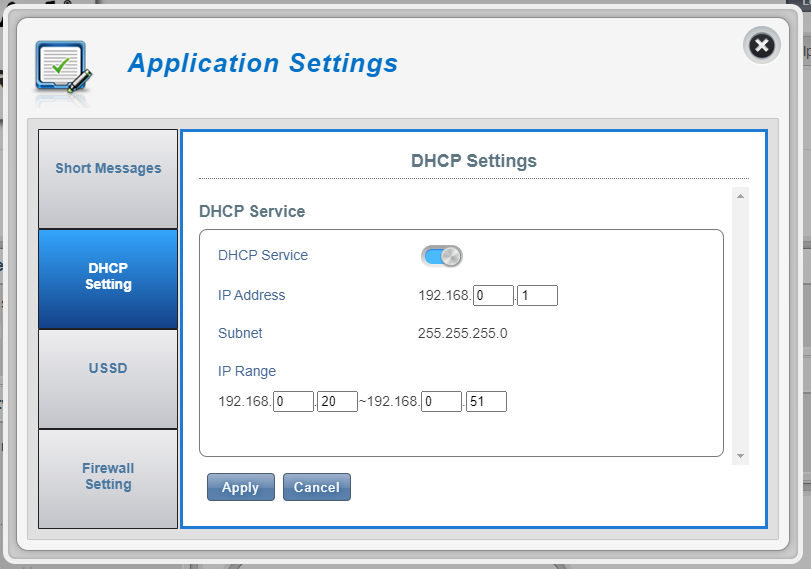 Application Settings
Short Messages
DHCP
Setting
USSD
Firewall
Setting
DHCP Settings
DHCP Service
DHCP Service
IP Address 192.168.0.1
Subnet 255.255.255.0
IP Range
192.168.0.20~192.168.0.51
Apply Cancel